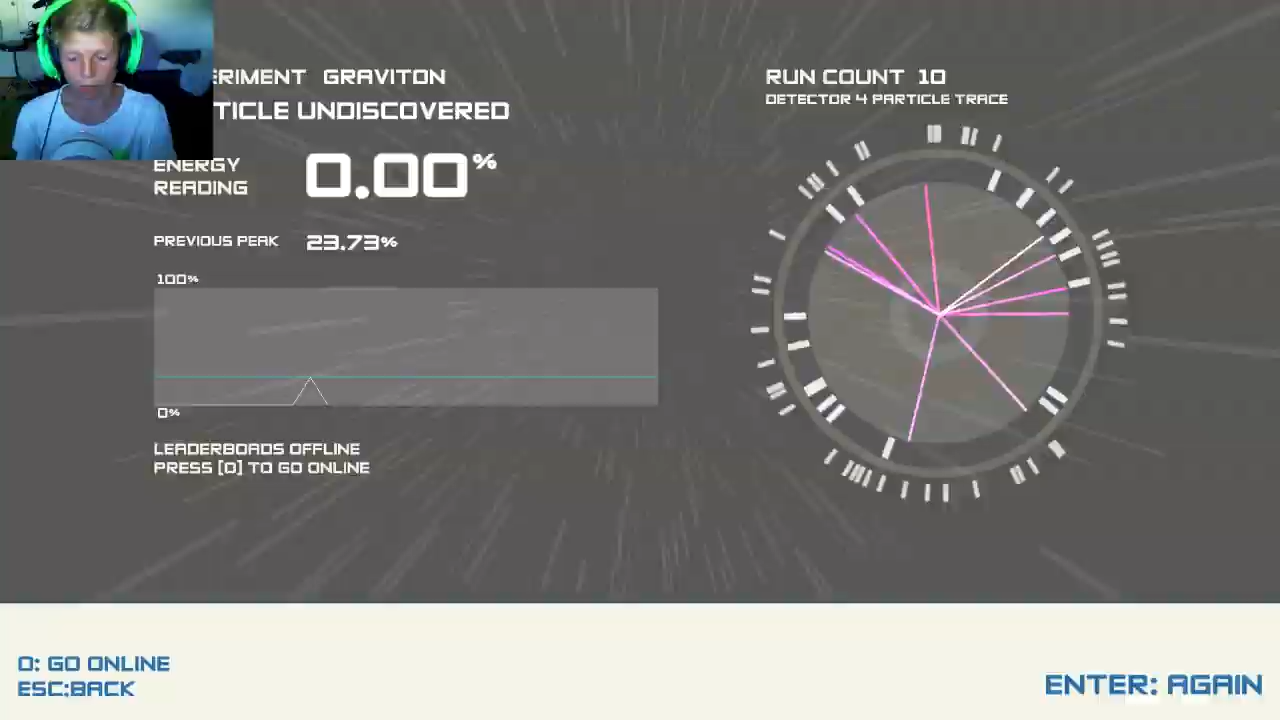 ERIMENT GRAVITON
TICLE UNDISCOVERED
ENERGY
READING
0.00%
PREVIOUS PEAK 23.73%
100%
0%
LEADERBOARDS OFFLINE
PRESS [O] TO GO ONLINE
RUN COUNT 10
DETECTOR 4 PARTICLE TRACE
O: GO ONLINE
ESC:BACK
ENTER: AGAIN